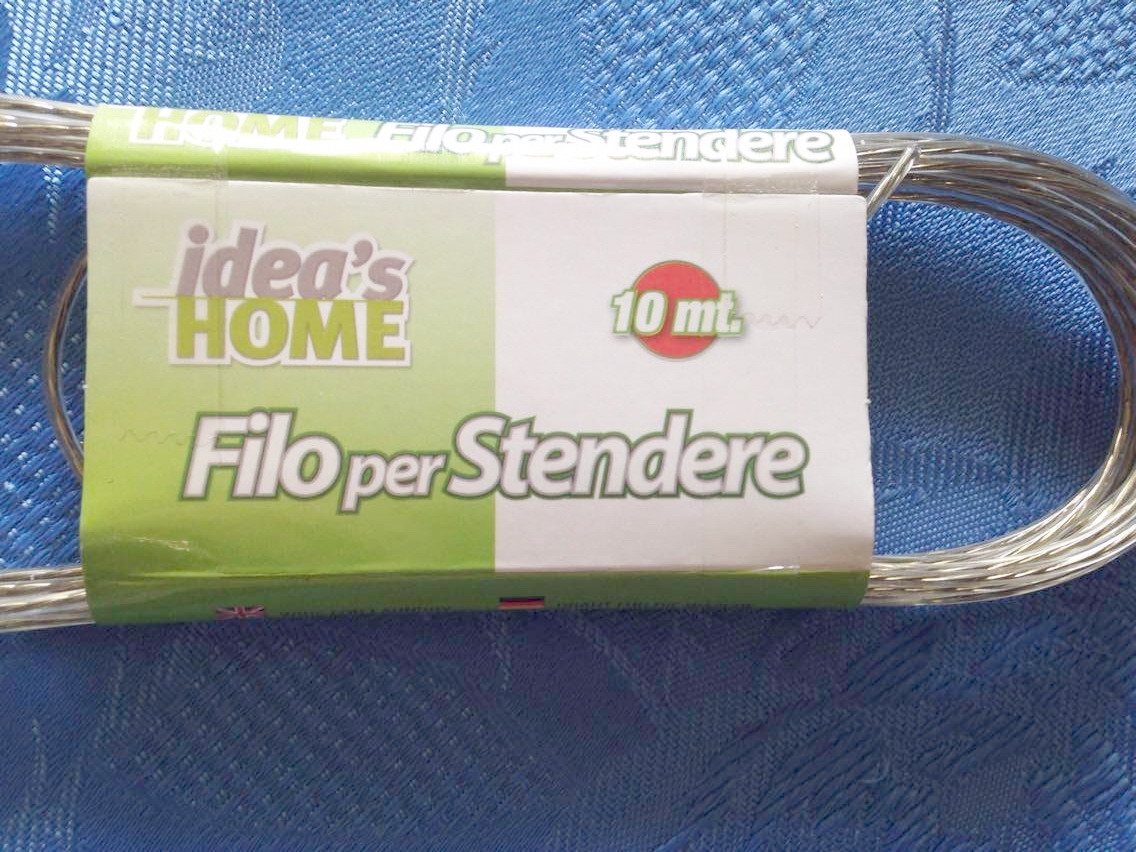 HOME Filo per Stendere
idea's
HOME
10 mt.
Filo per Stendere